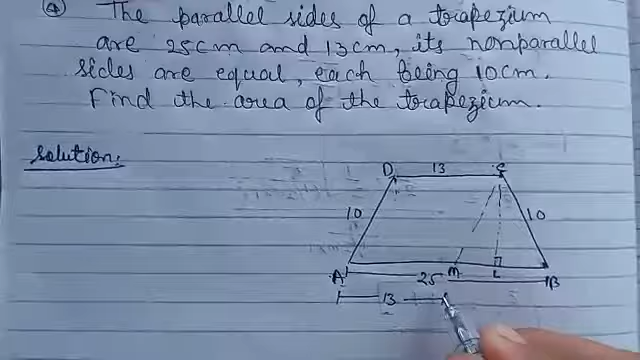 4
The parallel sides of a trapezium
are 25cm and 13cm, its nonparallel
sides are equal, each being 10cm.
Find the area of the trapezium.
Solution:
D 13 C
10 10
A M L B
25
13